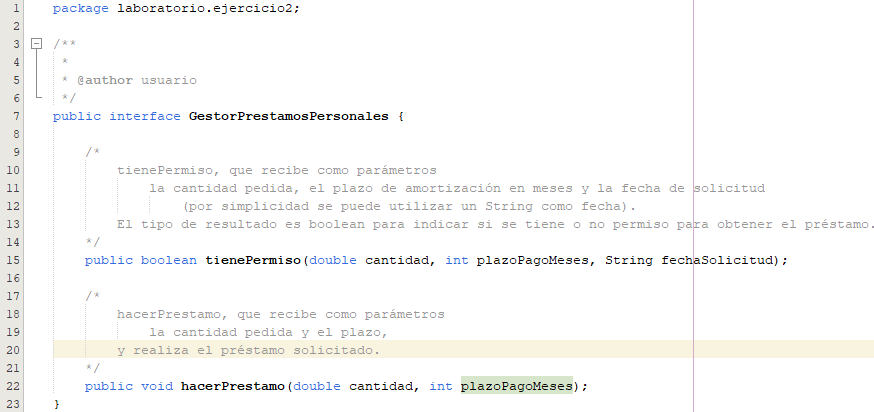 1 package laboratorio.ejercicio2;
2
3 /**
4 *
5 * @author usuario
6 */
7 public interface GestorPrestamosPersonales {
8
9 /*
10 tienePermiso, que recibe como parámetros
11 la cantidad pedida, el plazo de amortización en meses y la fecha de solicitud
12 (por simplicidad se puede utilizar un String como fecha).
13 El tipo de resultado es boolean para indicar si se tiene o no permiso para obtener el préstamo.
14 */
15 public boolean tienePermiso(double cantidad, int plazoPagoMeses, String fechaSolicitud);
16
17 /*
18 hacerPrestamo, que recibe como parámetros
19 la cantidad pedida y el plazo,
20 y realiza el préstamo solicitado.
21 */
22 public void hacerPrestamo(double cantidad, int plazoPagoMeses);
23 }